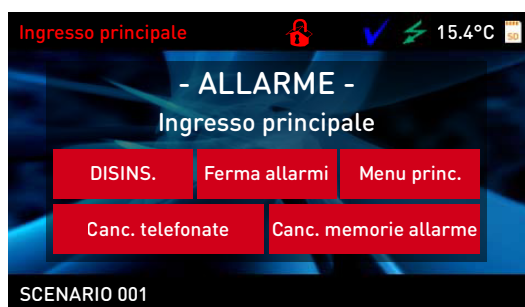 Ingresso principale 15.4°C SD
- ALLARME -
Ingresso principale
DISINS. Ferma allarmi Menu princ.
Canc. telefonate Canc. memorie allarme
SCENARIO 001